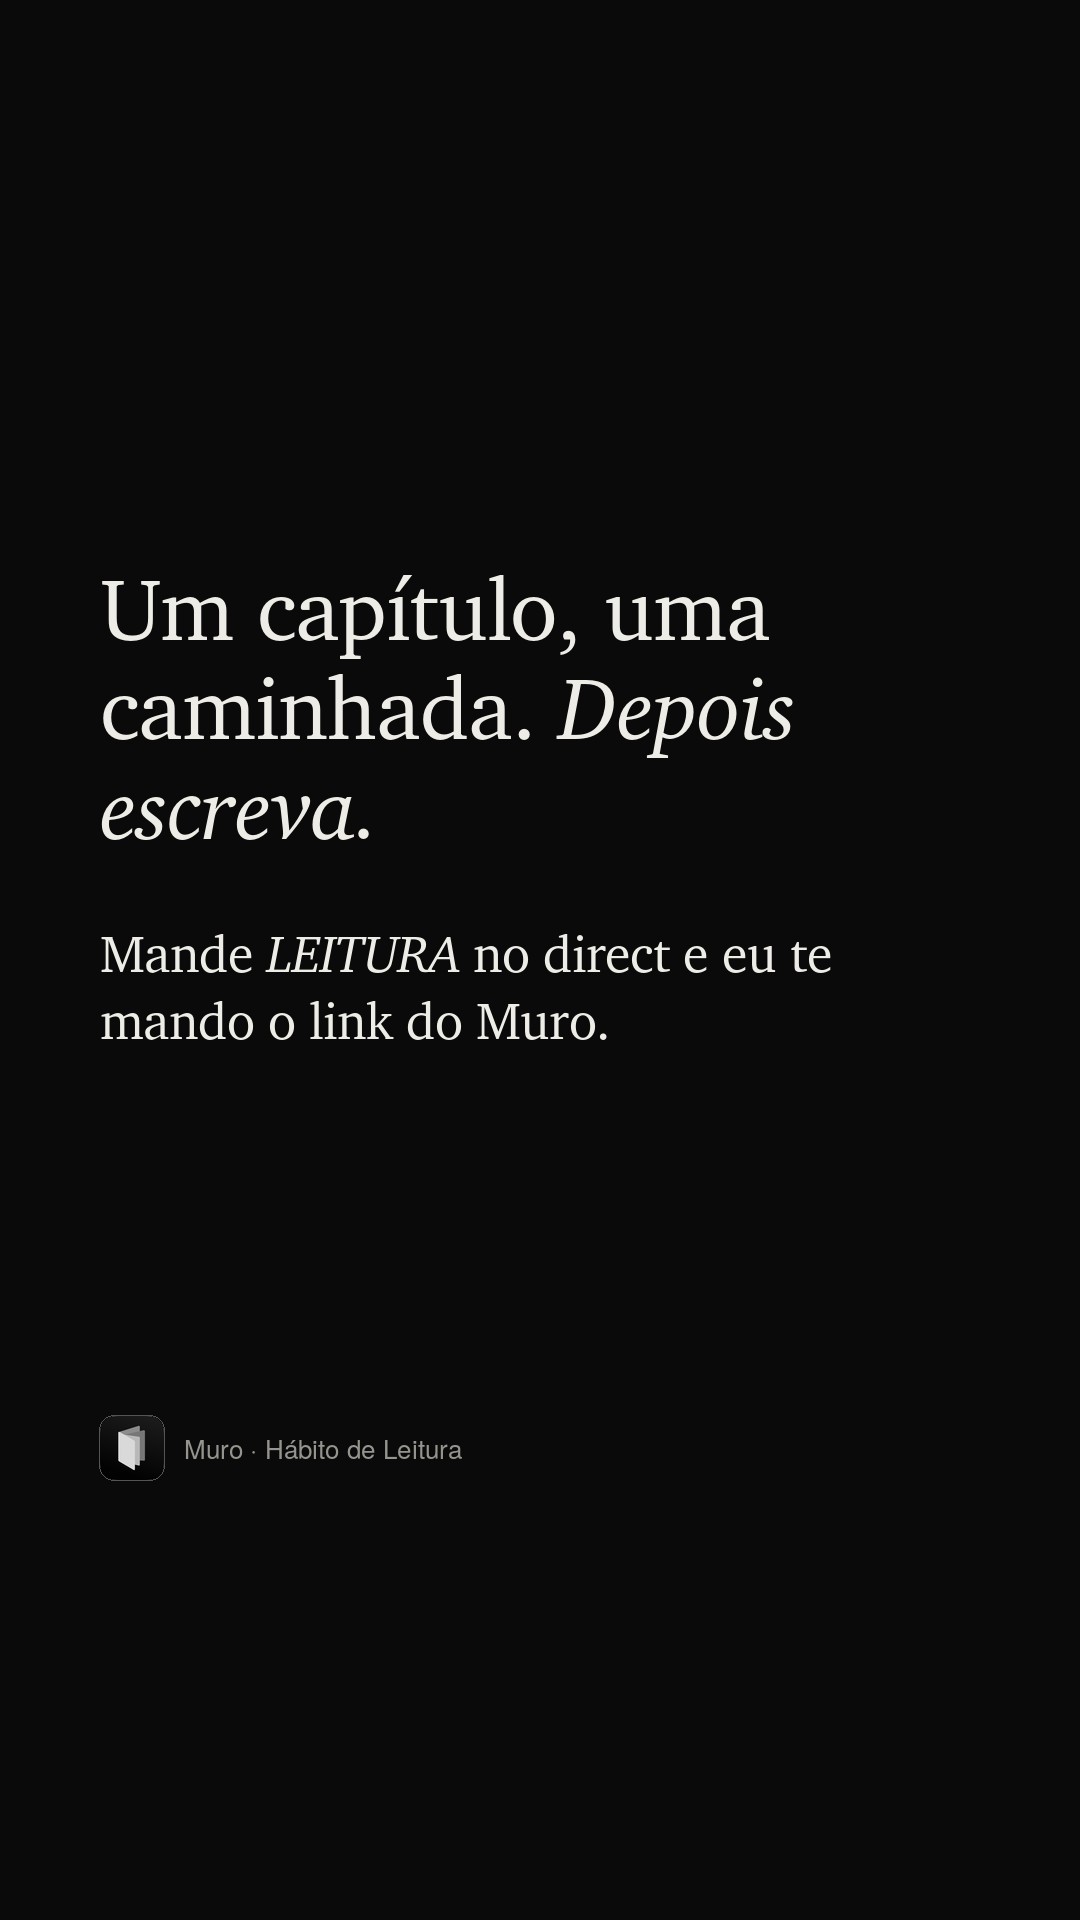 Um capítulo, uma
caminhada. Depois
escreva.
Mande LEITURA no direct e eu te
mando o link do Muro.
Muro · Hábito de Leitura